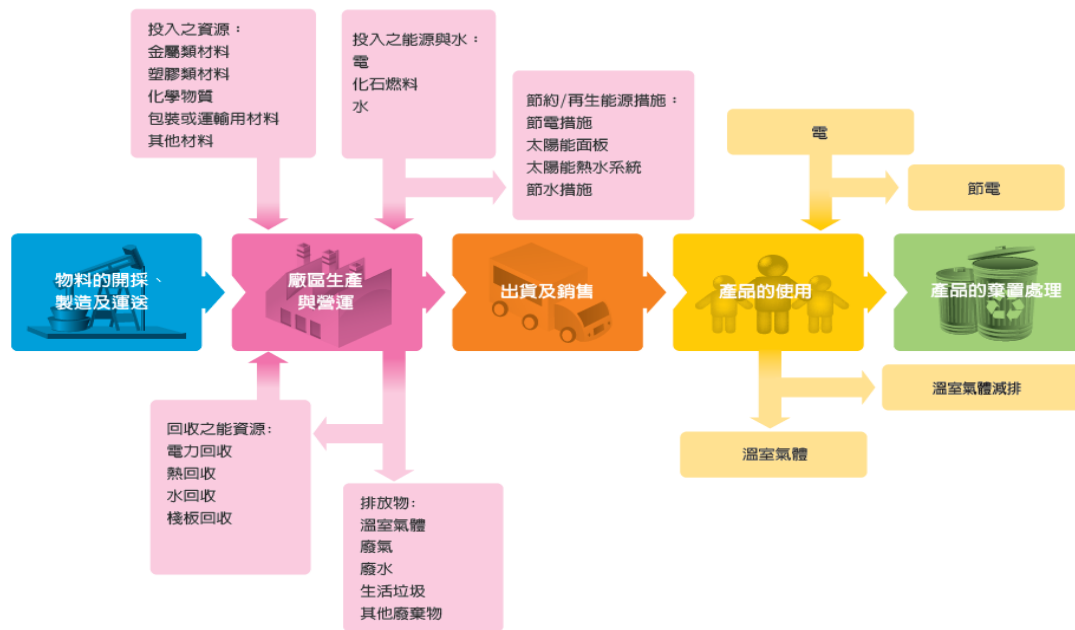 投入之資源：
金屬類材料
塑膠類材料
化學物質
包裝或運輸用材料
其他材料
投入之能源與水：
電
化石燃料
水
節約/再生能源措施：
節電措施
太陽能面板
太陽能熱水系統
節水措施
電
節電
物料的開採、
製造及運送
廠區生產
與營運
出貨及銷售
產品的使用
產品的棄置處理
回收之能資源:
電力回收
熱回收
水回收
棧板回收
排放物:
溫室氣體
廢氣
廢水
生活垃圾
其他廢棄物
溫室氣體減排
溫室氣體